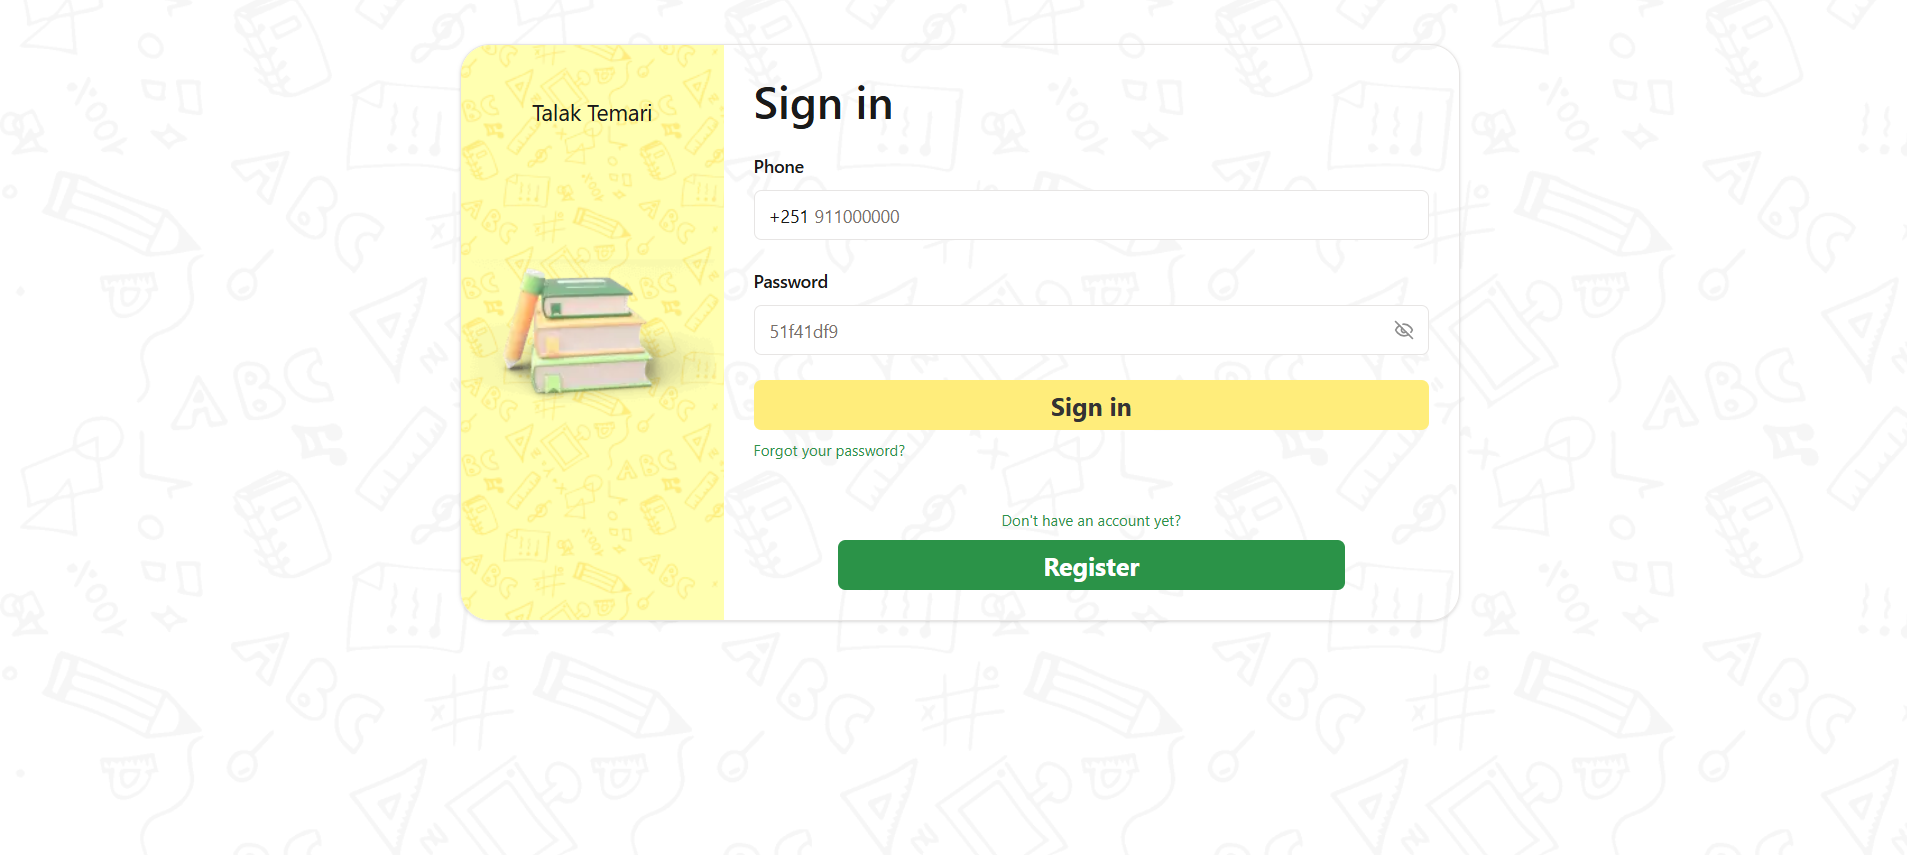 Talak Temari
Sign in
Phone
+251 911000000
Password
51f41df9
Sign in
Forgot your password?
Don't have an account yet?
Register